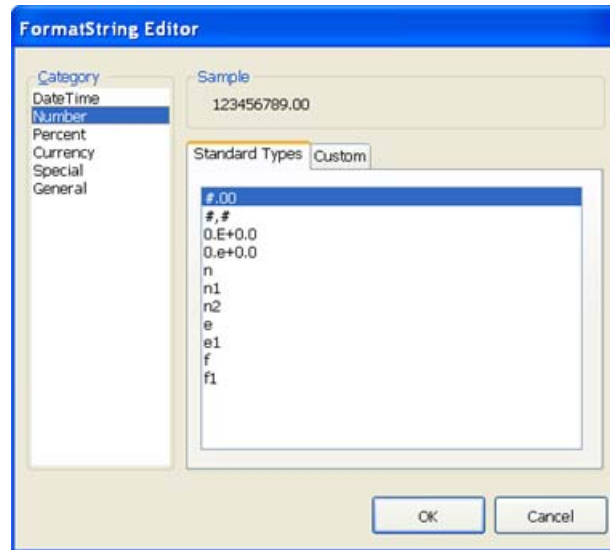 FormatString Editor
Category
DateTime
Number
Percent
Currency
Special
General
Sample
123456789.00
Standard Types
Custom
#.00
#,#
0.E+0.0
0.e+0.0
n
n1
n2
e
e1
f
f1
OK
Cancel